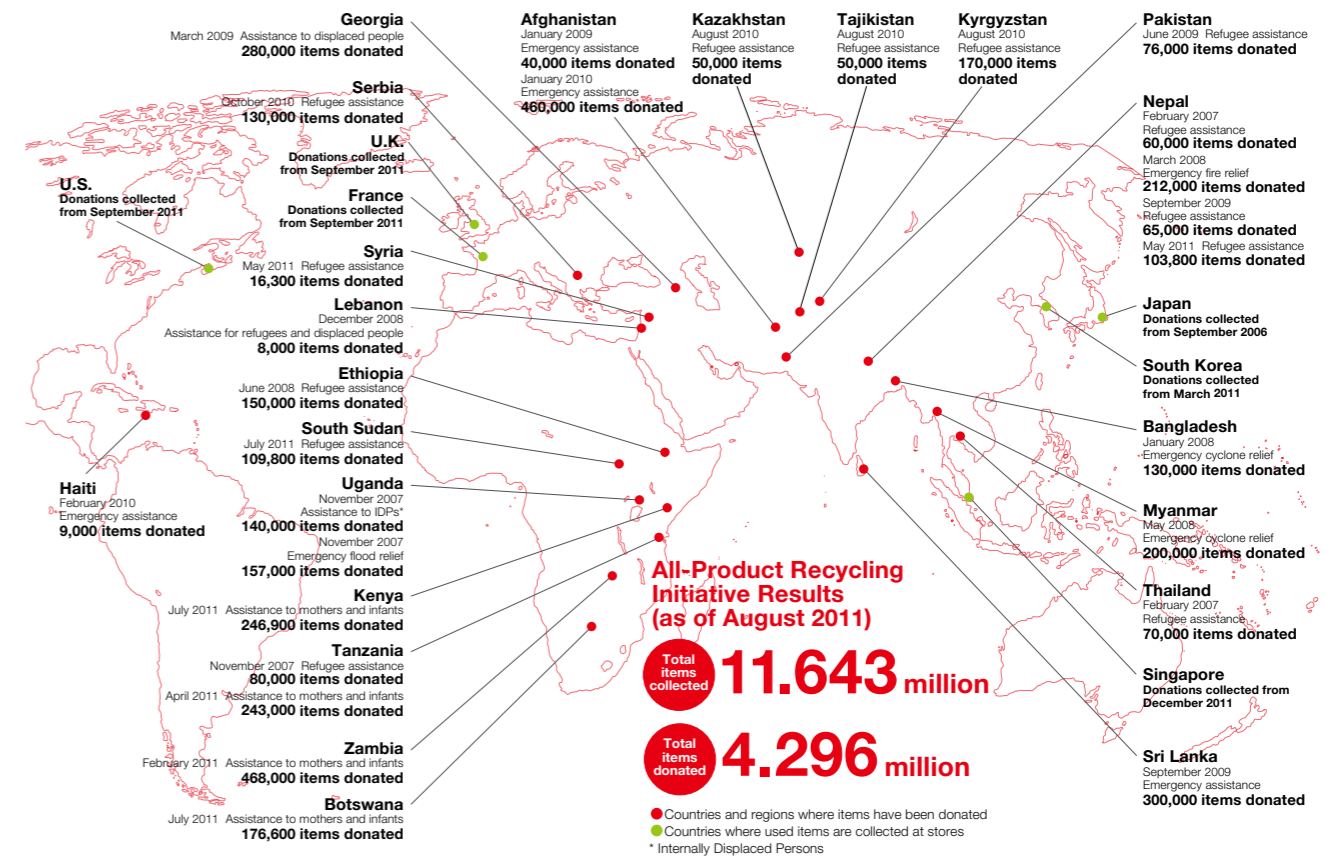 Georgia
March 2009 Assistance to displaced people
280,000 items donated
Serbia
October 2010 Refugee assistance
130,000 items donated
U.K.
Donations collected
from September 2011
U.S.
Donations collected
from September 2011
France
Donations collected
from September 2011
Syria
May 2011 Refugee assistance
16,300 items donated
Lebanon
December 2008
Assistance for refugees and displaced people
8,000 items donated
Ethiopia
June 2008 Refugee assistance
150,000 items donated
South Sudan
July 2011 Refugee assistance
109,800 items donated
Haiti
February 2010
Emergency assistance
9,000 items donated
Uganda
November 2007
Assistance to IDPs*
140,000 items donated
November 2007
Emergency flood relief
157,000 items donated
Kenya
July 2011 Assistance to mothers and infants
246,900 items donated
Tanzania
November 2007 Refugee assistance
80,000 items donated
April 2011 Assistance to mothers and infants
243,000 items donated
Zambia
February 2011 Assistance to mothers and infants
468,000 items donated
Botswana
July 2011 Assistance to mothers and infants
176,600 items donated
Afghanistan
January 2009
Emergency assistance
40,000 items donated
January 2010
Emergency assistance
460,000 items donated
Kazakhstan
August 2010
Refugee assistance
50,000 items
donated
Tajikistan
August 2010
Refugee assistance
50,000 items
donated
Kyrgyzstan
August 2010
Refugee assistance
170,000 items
donated
Pakistan
June 2009 Refugee assistance
76,000 items donated
Nepal
February 2007
Refugee assistance
60,000 items donated
March 2008
Emergency fire relief
212,000 items donated
September 2009
Refugee assistance
65,000 items donated
May 2011 Refugee assistance
103,800 items donated
Japan
Donations collected
from September 2006
South Korea
Donations collected
from March 2011
Bangladesh
January 2008
Emergency cyclone relief
130,000 items donated
Myanmar
May 2008
Emergency cyclone relief
200,000 items donated
Thailand
February 2007
Refugee assistance
70,000 items donated
Singapore
Donations collected from
December 2011
Sri Lanka
September 2009
Emergency assistance
300,000 items donated
All-Product Recycling
Initiative Results
(as of August 2011)
Total
items
collected
11.643 million
Total
items
donated
4.296 million
Countries and regions where items have been donated
Countries where used items are collected at stores
* Internally Displaced Persons